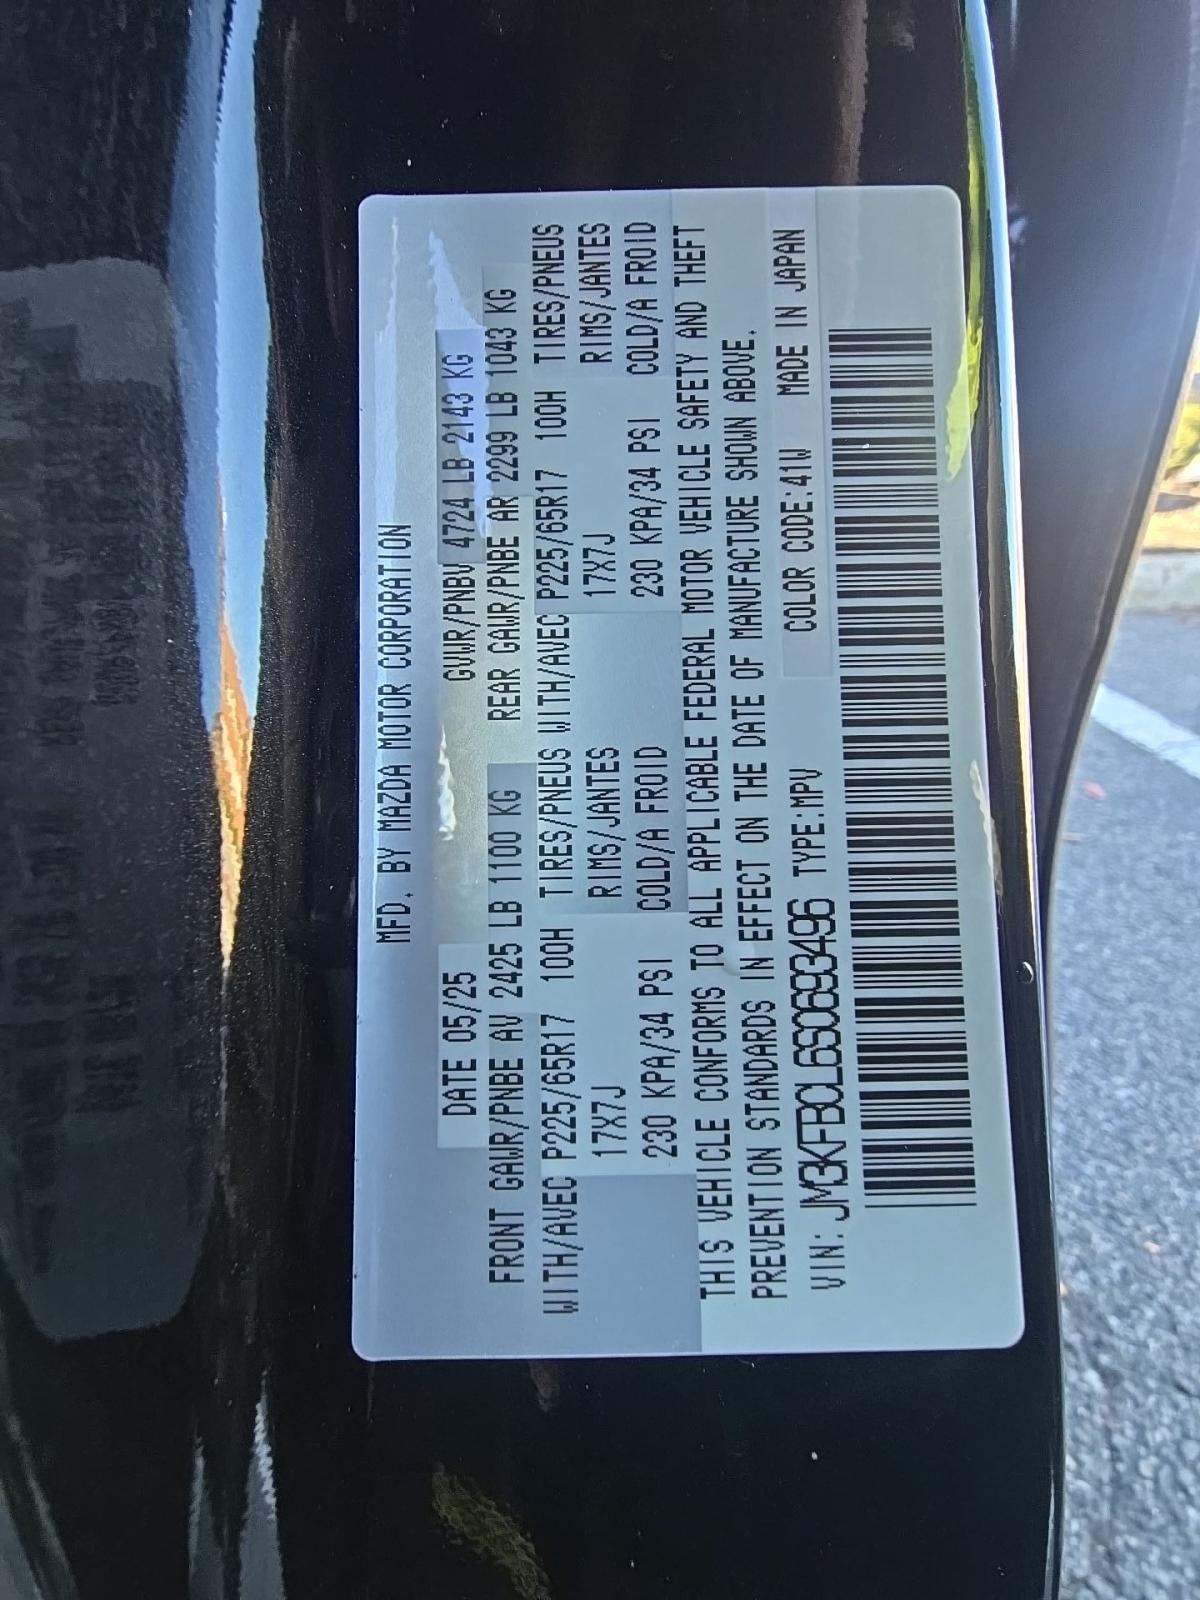 MFD. BY MAZDA MOTOR CORPORATION
DATE 05/25 GVWR/PNBV 4724 LB 2143 KG
FRONT GAWR/PNBE AV 2425 LB 1100 KG REAR GAWR/PNBE AR 2299 LB 1043 KG
WITH/AVEC P225/65R17 100H TIRES/PNEUS WITH/AVEC P225/65R17 100H TIRES/PNEUS
17X7J RIMS/JANTES 17X7J RIMS/JANTES
230 KPA/34 PSI COLD/A FROID 230 KPA/34 PSI COLD/A FROID
THIS VEHICLE CONFORMS TO ALL APPLICABLE FEDERAL MOTOR VEHICLE SAFETY AND THEFT
PREVENTION STANDARDS IN EFFECT ON THE DATE OF MANUFACTURE SHOWN ABOVE.
VIN: JM3KFBCL6S0693496 TYPE:MPV COLOR CODE:41W MADE IN JAPAN